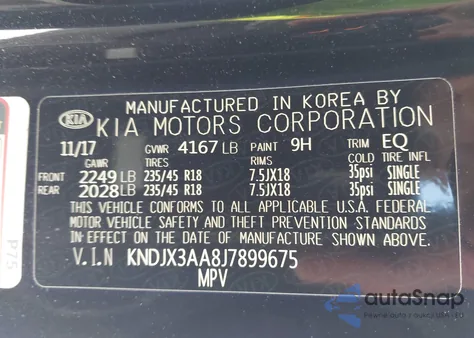 MANUFACTURED IN KOREA BY
KIA KIA MOTORS CORPORATION
11/17 GVWR 4167 LB PAINT 9H TRIM EQ
GAWR TIRES RIMS COLD TIRE INFL.
FRONT 2249 LB 235/45 R18 7.5JX18 35psi SINGLE
REAR 2028 LB 235/45 R18 7.5JX18 35psi SINGLE
THIS VEHICLE CONFORMS TO ALL APPLICABLE U.S.A. FEDERAL
MOTOR VEHICLE SAFETY AND THEFT PREVENTION STANDARDS
IN EFFECT ON THE DATE OF MANUFACTURE SHOWN ABOVE.
V.I.N KNDJX3AA8J7899675
MPV
P75
autoSnap